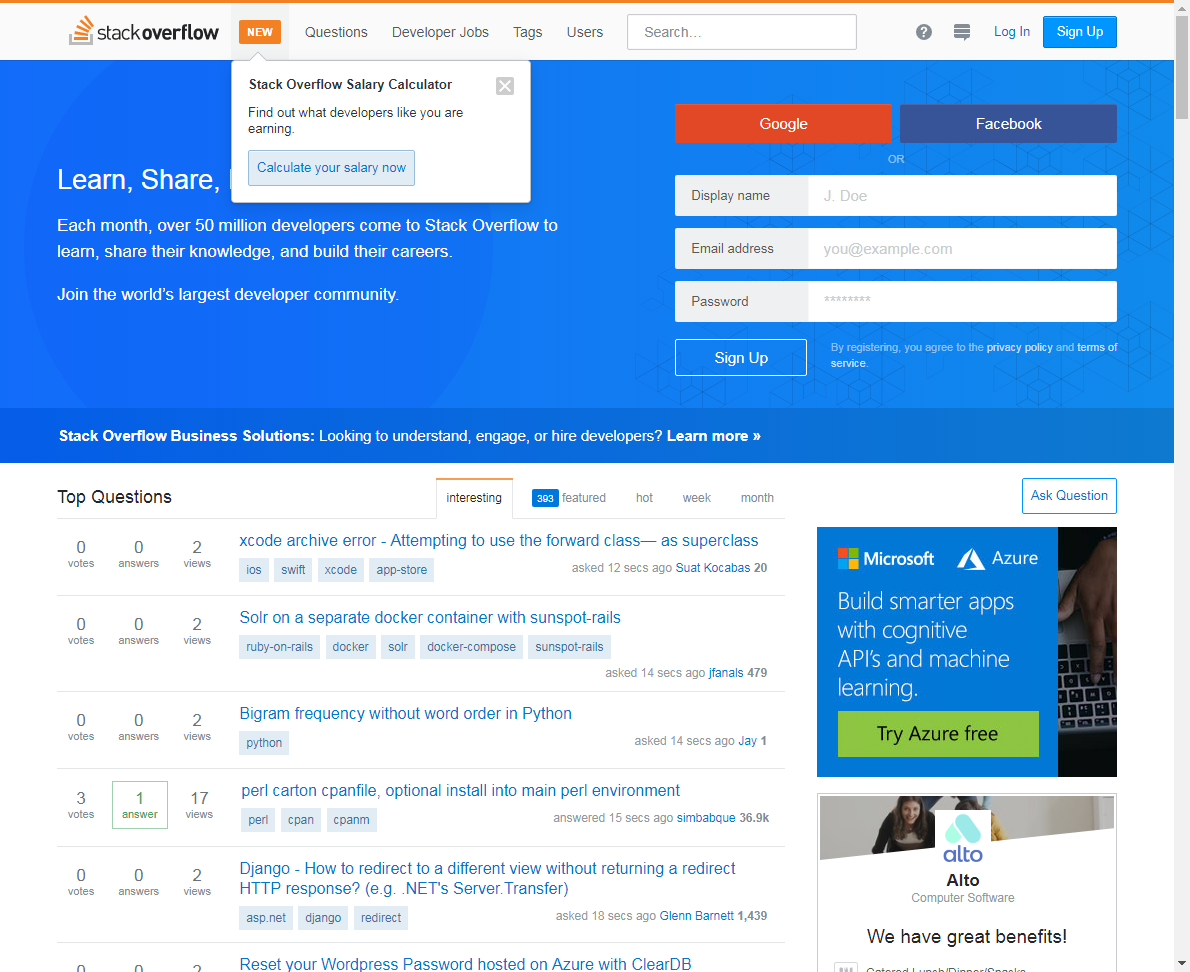 stackoverflow
NEW
Questions
Developer Jobs
Tags
Users
Search...
?
Log In
Sign Up
Stack Overflow Salary Calculator
Find out what developers like you are
earning.
Calculate your salary now
Learn, Share,
Each month, over 50 million developers come to Stack Overflow to
learn, share their knowledge, and build their careers.
Join the world's largest developer community.
Google
Facebook
OR
Display name
J. Doe
Email address
you@example.com
Password
********
Sign Up
By registering, you agree to the privacy policy and terms of
service.
Stack Overflow Business Solutions: Looking to understand, engage, or hire developers? Learn more »
Top Questions
interesting
393 featured
hot
week
month
Ask Question
0 votes
0 answers
2 views
xcode archive error - Attempting to use the forward class— as superclass
ios swift xcode app-store
asked 12 secs ago Suat Kocabas 20
0 votes
0 answers
2 views
Solr on a separate docker container with sunspot-rails
ruby-on-rails docker solr docker-compose sunspot-rails
asked 14 secs ago jfanals 479
0 votes
0 answers
2 views
Bigram frequency without word order in Python
python
asked 14 secs ago Jay 1
3 votes
1 answer
17 views
perl carton cpanfile, optional install into main perl environment
perl cpan cpanm
answered 15 secs ago simbabque 36.9k
0 votes
0 answers
2 views
Django - How to redirect to a different view without returning a redirect
HTTP response? (e.g. .NET's Server.Transfer)
asp.net django redirect
asked 18 secs ago Glenn Barnett 1,439
0
0
2
Reset your Wordpress Password hosted on Azure with ClearDB
Microsoft
Azure
Build smarter apps
with cognitive
API's and machine
learning.
Try Azure free
alto
Alto
Computer Software
We have great benefits!
Catered Lunch/Dinner/Snacks